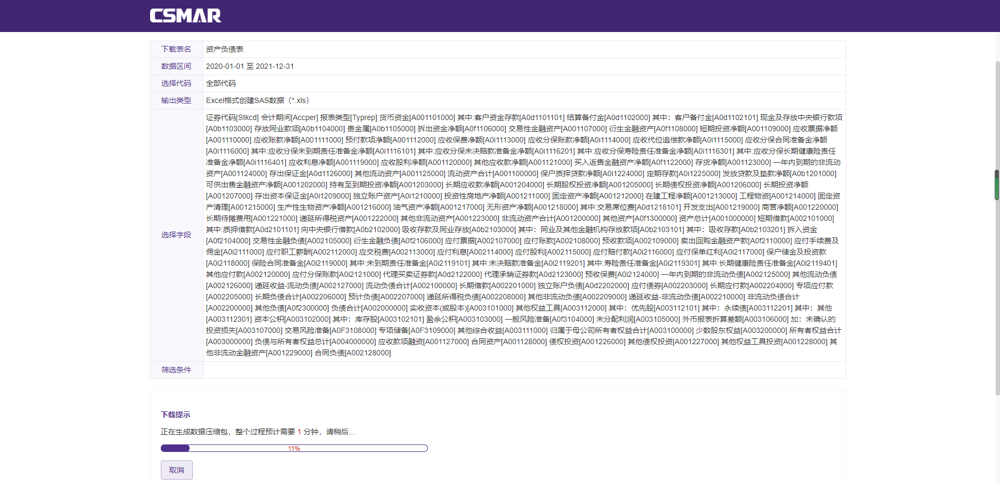 CSMAR
下载表名 资产负债表
数据区间 2020-01-01 至 2021-12-31
选择代码 全部代码
输出类型 Excel格式创建SAS数据（*.xls）
选择字段
证券代码[Stkcd] 会计期间[Accper] 报表类型[Typrep] 货币资金[A001101000] 其中:客户资金存款[A0d1101101] 结算备付金[A0d1102000] 其中：客户备付金[A0d1102101] 现金及存放中央银行款项
[A0b1103000] 存放同业款项[A0b1104000] 贵金属[A0b1105000] 拆出资金净额[A0f1106000] 交易性金融资产[A001107000] 衍生金融资产[A0f1108000] 短期投资净额[A001109000] 应收票据净额
[A001110000] 应收账款净额[A001111000] 预付款项净额[A001112000] 应收保费净额[A0i1113000] 应收分保账款净额[A0i1114000] 应收代位追偿款净额[A0i1115000] 应收分保合同准备金净额
[A0i1116000] 其中:应收分保未到期责任准备金净额[A0i1116101] 其中:应收分保未决赔款准备金净额[A0i1116201] 其中:应收分保寿险责任准备金净额[A0i1116301] 其中:应收分保长期健康险责任
准备金净额[A0i1116401] 应收利息净额[A001119000] 应收股利净额[A001120000] 其他应收款净额[A001121000] 买入返售金融资产净额[A0f1122000] 存货净额[A001123000] 一年内到期的非流动
资产[A001124000] 存出保证金[A0d1126000] 其他流动资产[A001125000] 流动资产合计[A001100000] 保户质押贷款净额[A0i1224000] 定期存款[A0i1225000] 发放贷款及垫款净额[A0b1201000]
可供出售金融资产净额[A001202000] 持有至到期投资净额[A001203000] 长期应收款净额[A001204000] 长期股权投资净额[A001205000] 长期债权投资净额[A001206000] 长期投资净额
[A001207000] 存出资本保证金[A0i1209000] 独立账户资产[A0i1210000] 投资性房地产净额[A001211000] 固定资产净额[A001212000] 在建工程净额[A001213000] 工程物资[A001214000] 固定资
产清理[A001215000] 生产性生物资产净额[A001216000] 油气资产净额[A001217000] 无形资产净额[A001218000] 其中:交易席位费[A0d1218101] 开发支出[A001219000] 商誉净额[A001220000]
长期待摊费用[A001221000] 递延所得税资产[A001222000] 其他非流动资产[A001223000] 非流动资产合计[A001200000] 其他资产[A0f1300000] 资产总计[A001000000] 短期借款[A002101000]
其中:质押借款[A0d2101101] 向中央银行借款[A0b2102000] 吸收存款及同业存放[A0b2103000] 其中：同业及其他金融机构存放款项[A0b2103101] 其中：吸收存款[A0b2103201] 拆入资金
[A0f2104000] 交易性金融负债[A002105000] 衍生金融负债[A0f2106000] 应付票据[A002107000] 应付账款[A002108000] 预收款项[A002109000] 卖出回购金融资产款[A0f2110000] 应付手续费及
佣金[A0i2111000] 应付职工薪酬[A002112000] 应交税费[A002113000] 应付利息[A002114000] 应付股利[A002115000] 应付赔付款[A0i2116000] 应付保单红利[A0i2117000] 保户储金及投资款
[A0i2118000] 保险合同准备金[A0i2119000] 其中:未到期责任准备金[A0i2119101] 其中:未决赔款准备金[A0i2119201] 其中:寿险责任准备金[A0i2119301] 其中:长期健康险责任准备金[A0i2119401]
其他应付款[A002120000] 应付分保账款[A0i2121000] 代理买卖证券款[A0d2122000] 代理承销证券款[A0d2123000] 预收保费[A0i2124000] 一年内到期的非流动负债[A002125000] 其他流动负债
[A002126000] 递延收益-流动负债[A002127000] 流动负债合计[A002100000] 长期借款[A002201000] 独立账户负债[A0d2202000] 应付债券[A002203000] 长期应付款[A002204000] 专项应付款
[A002205000] 长期负债合计[A002206000] 预计负债[A002207000] 递延所得税负债[A002208000] 其他非流动负债[A002209000] 递延收益-非流动负债[A002210000] 非流动负债合计
[A002200000] 其他负债[A0f2300000] 负债合计[A002000000] 实收资本(或股本)[A003101000] 其他权益工具[A003112000] 其中：优先股[A003112101] 其中：永续债[A003112201] 其中：其他
[A003112301] 资本公积[A003102000] 其中：库存股[A003102101] 盈余公积[A003103000] 一般风险准备[A0f3104000] 未分配利润[A003105000] 外币报表折算差额[A003106000] 加：未确认的
投资损失[A003107000] 交易风险准备[A0F3108000] 专项储备[A0F3109000] 其他综合收益[A003111000] 归属于母公司所有者权益合计[A003100000] 少数股东权益[A003200000] 所有者权益合计
[A003000000] 负债与所有者权益总计[A004000000] 应收款项融资[A001127000] 合同资产[A001128000] 债权投资[A001226000] 其他债权投资[A001227000] 其他权益工具投资[A001228000] 其
他非流动金融资产[A001229000] 合同负债[A002128000]
筛选条件
下载提示
正在生成数据压缩包，整个过程预计需要 1 分钟，请稍后...
11%
取消